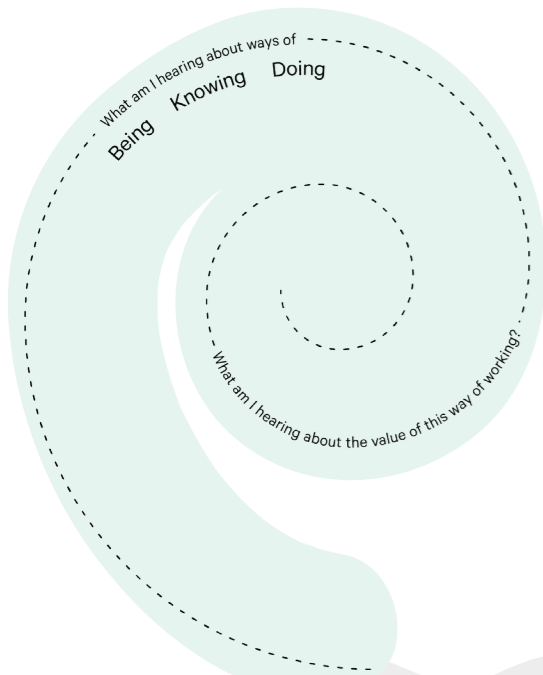 What am I hearing about ways of
Being Knowing Doing
What am I hearing about the value of this way of working?